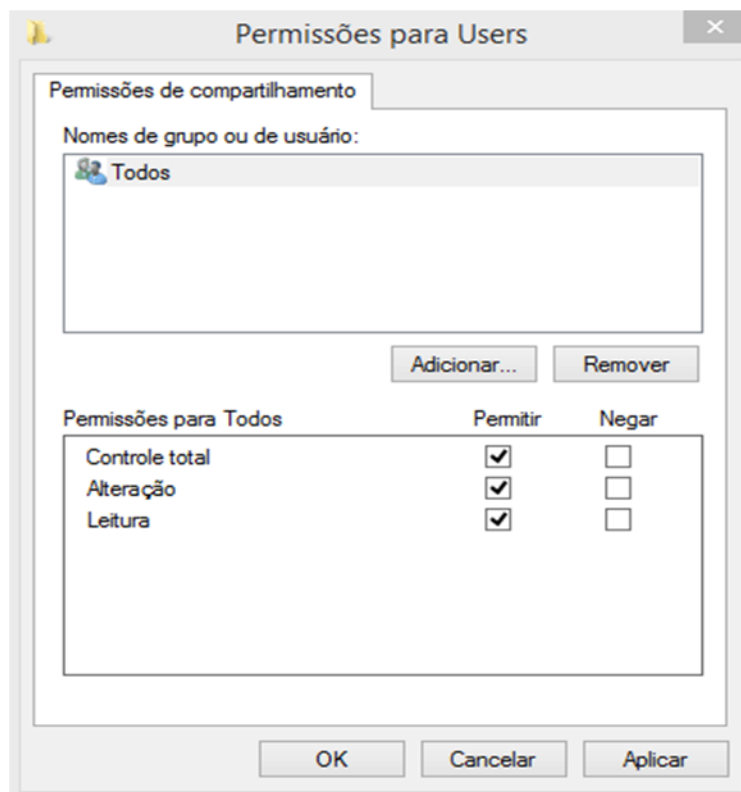 Permissões para Users
Permissões de compartilhamento
Nomes de grupo ou de usuário:
Todos
Adicionar... Remover
Permissões para Todos Permitir Negar
Controle total
Alteração
Leitura
OK Cancelar Aplicar